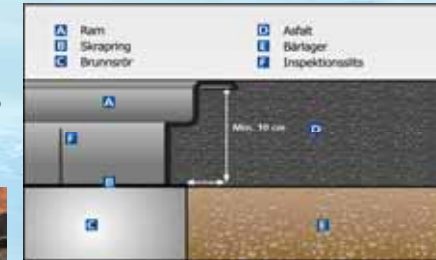 A Ram
B Skrapring
C Brunnsrör
D Asfalt
E Bärlager
F Inspektionsslits
A
F
Min. 10 cm
D
B
C
E